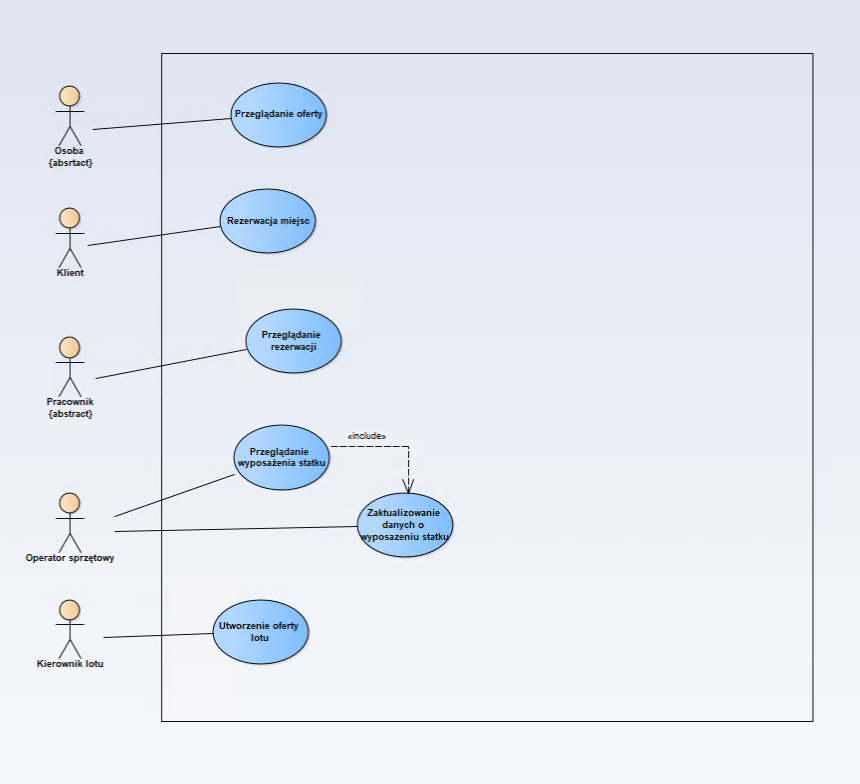 Przeglądanie oferty
Osoba
{absrtact}
Rezerwacja miejsc
Klient
Przeglądanie
rezerwacji
Pracownik
{abstract}
«include»
Przeglądanie
wyposażenia statku
Zaktualizowanie
danych o
wyposazeniu statku
Operator sprzętowy
Utworzenie oferty
lotu
Kierownik lotu